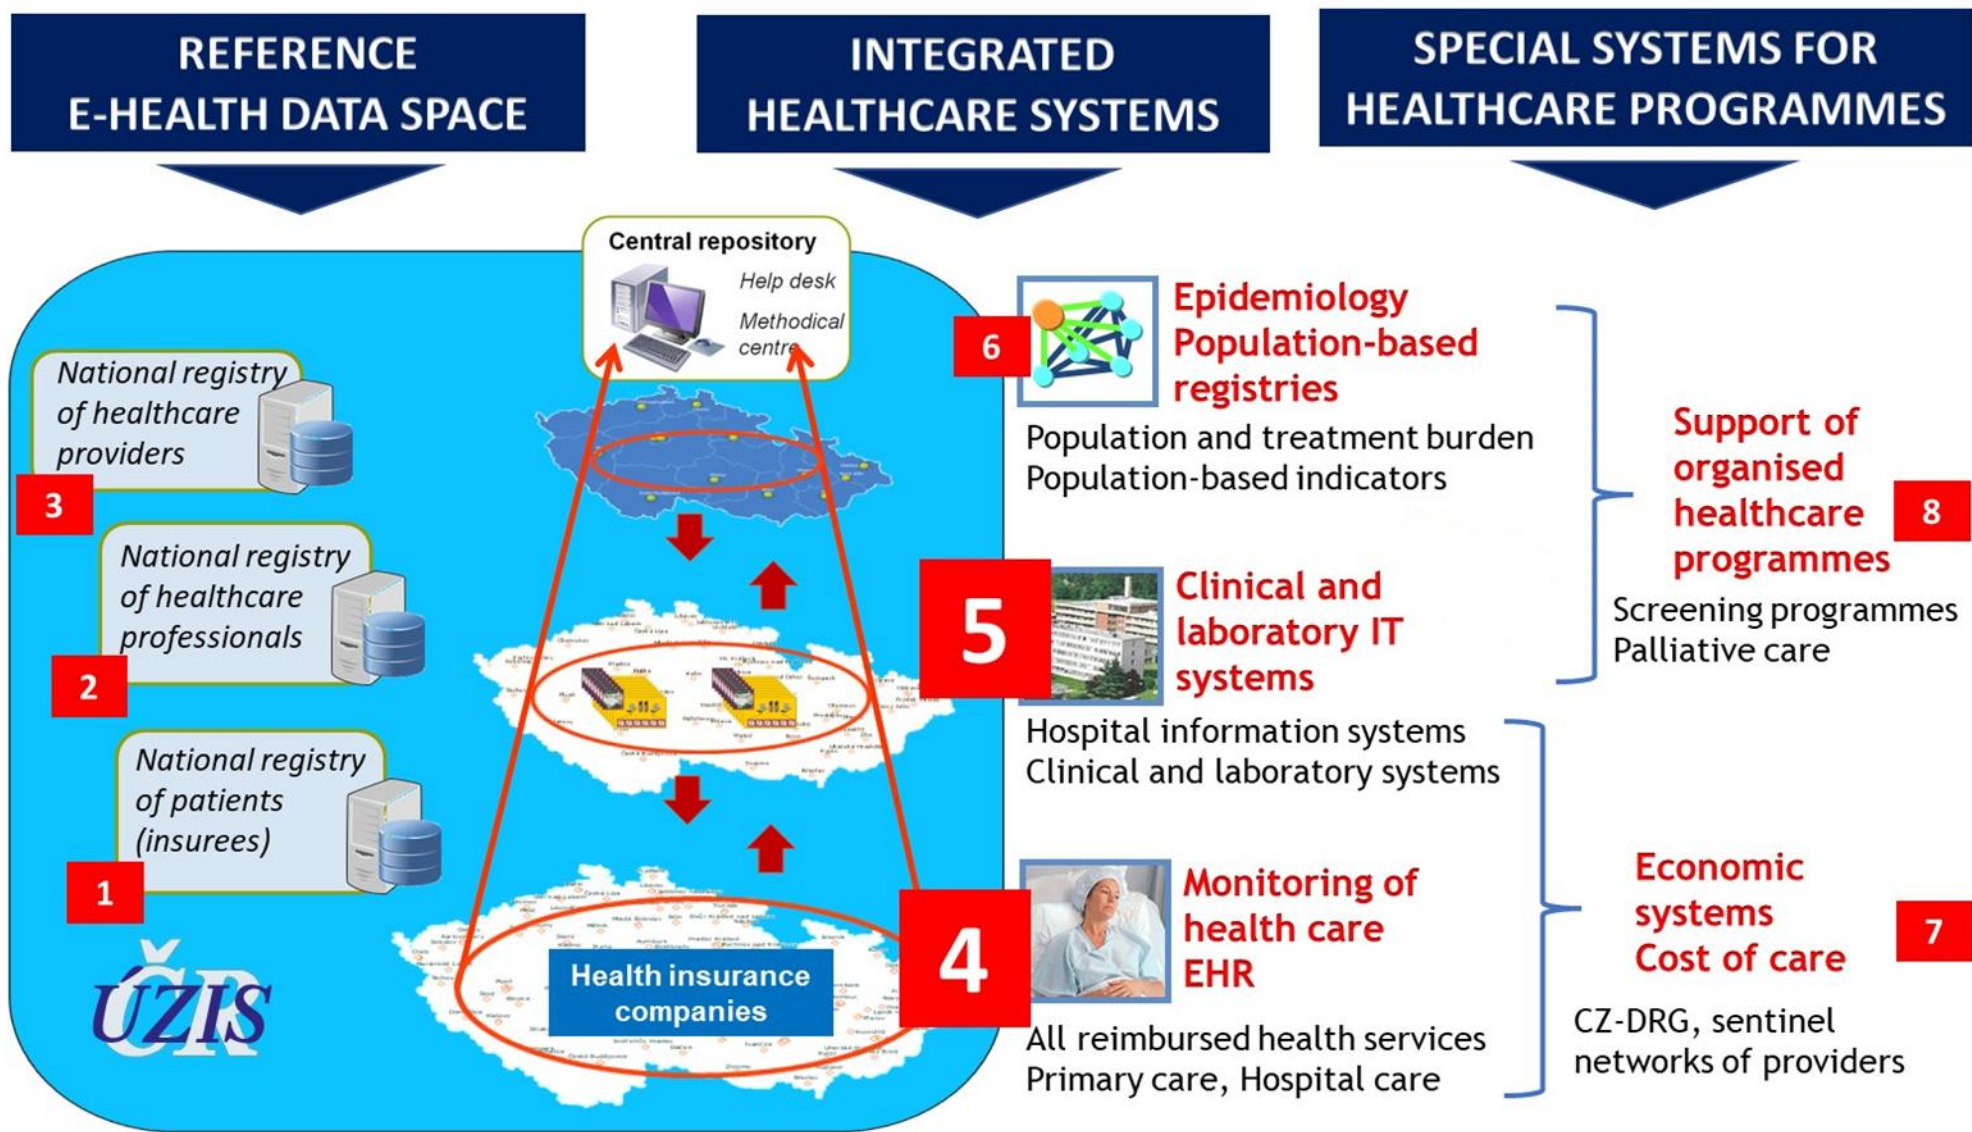 REFERENCE
E-HEALTH DATA SPACE
INTEGRATED
HEALTHCARE SYSTEMS
SPECIAL SYSTEMS FOR
HEALTHCARE PROGRAMMES
Central repository
Help desk
Methodical
centre
National registry
of healthcare
providers
3
National registry
of healthcare
professionals
2
National registry
of patients
(insurees)
1
ÚZIS
ČR
Health insurance
companies
6
Epidemiology
Population-based
registries
Population and treatment burden
Population-based indicators
5
Clinical and
laboratory IT
systems
Hospital information systems
Clinical and laboratory systems
4
Monitoring of
health care
EHR
All reimbursed health services
Primary care, Hospital care
Support of
organised
healthcare
programmes
8
Screening programmes
Palliative care
Economic
systems
Cost of care
7
CZ-DRG, sentinel
networks of providers